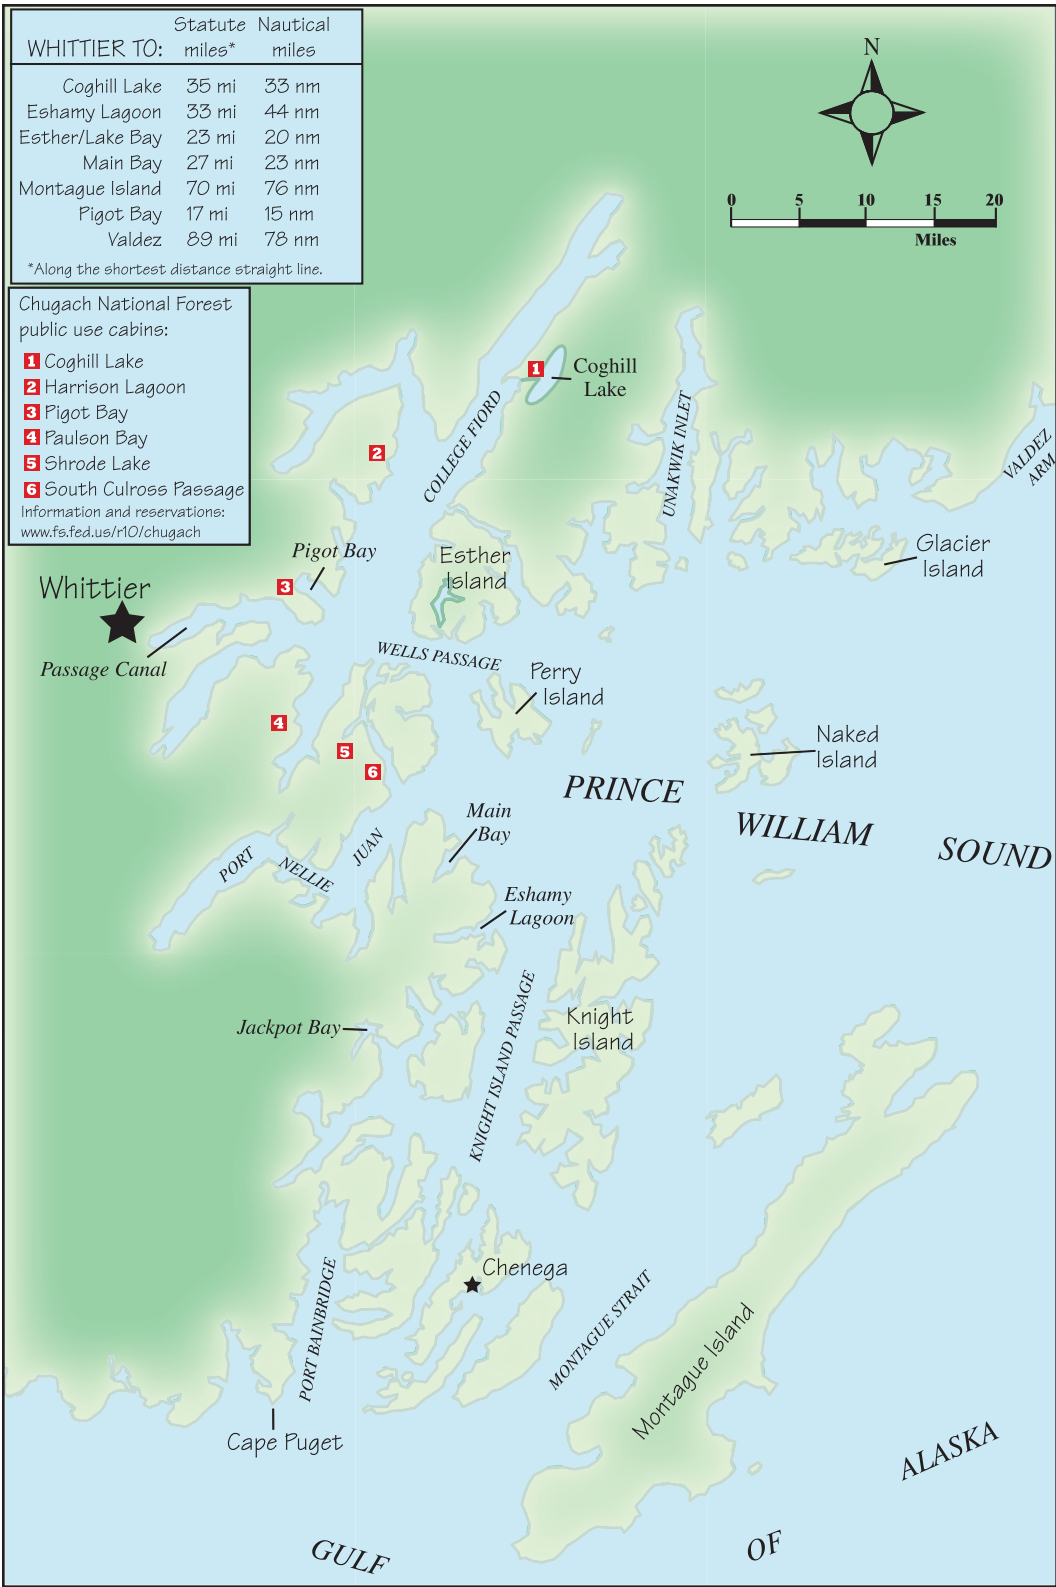 WHITTIER TO: Statute miles* Nautical miles
Coghill Lake 35 mi 33 nm
Eshamy Lagoon 33 mi 44 nm
Esther/Lake Bay 23 mi 20 nm
Main Bay 27 mi 23 nm
Montague Island 70 mi 76 nm
Pigot Bay 17 mi 15 nm
Valdez 89 mi 78 nm
*Along the shortest distance straight line.
Chugach National Forest
public use cabins:
1 Coghill Lake
2 Harrison Lagoon
3 Pigot Bay
4 Paulson Bay
5 Shrode Lake
6 South Culross Passage
Information and reservations:
www.fs.fed.us/r10/chugach
N
0 5 10 15 20
Miles
1
Coghill
Lake
2
COLLEGE FIORD
UNAKWIK INLET
VALDEZ
ARM
Pigot Bay
Esther
Island
Glacier
Island
Whittier
3
Passage Canal
WELLS PASSAGE
Perry
Island
4
5
6
Naked
Island
PRINCE
WILLIAM
SOUND
Main
Bay
PORT
NELLIE
JUAN
Eshamy
Lagoon
KNIGHT ISLAND PASSAGE
Knight
Island
Jackpot Bay
Chenega
PORT BAINBRIDGE
MONTAGUE STRAIT
Montague Island
Cape Puget
GULF
OF
ALASKA